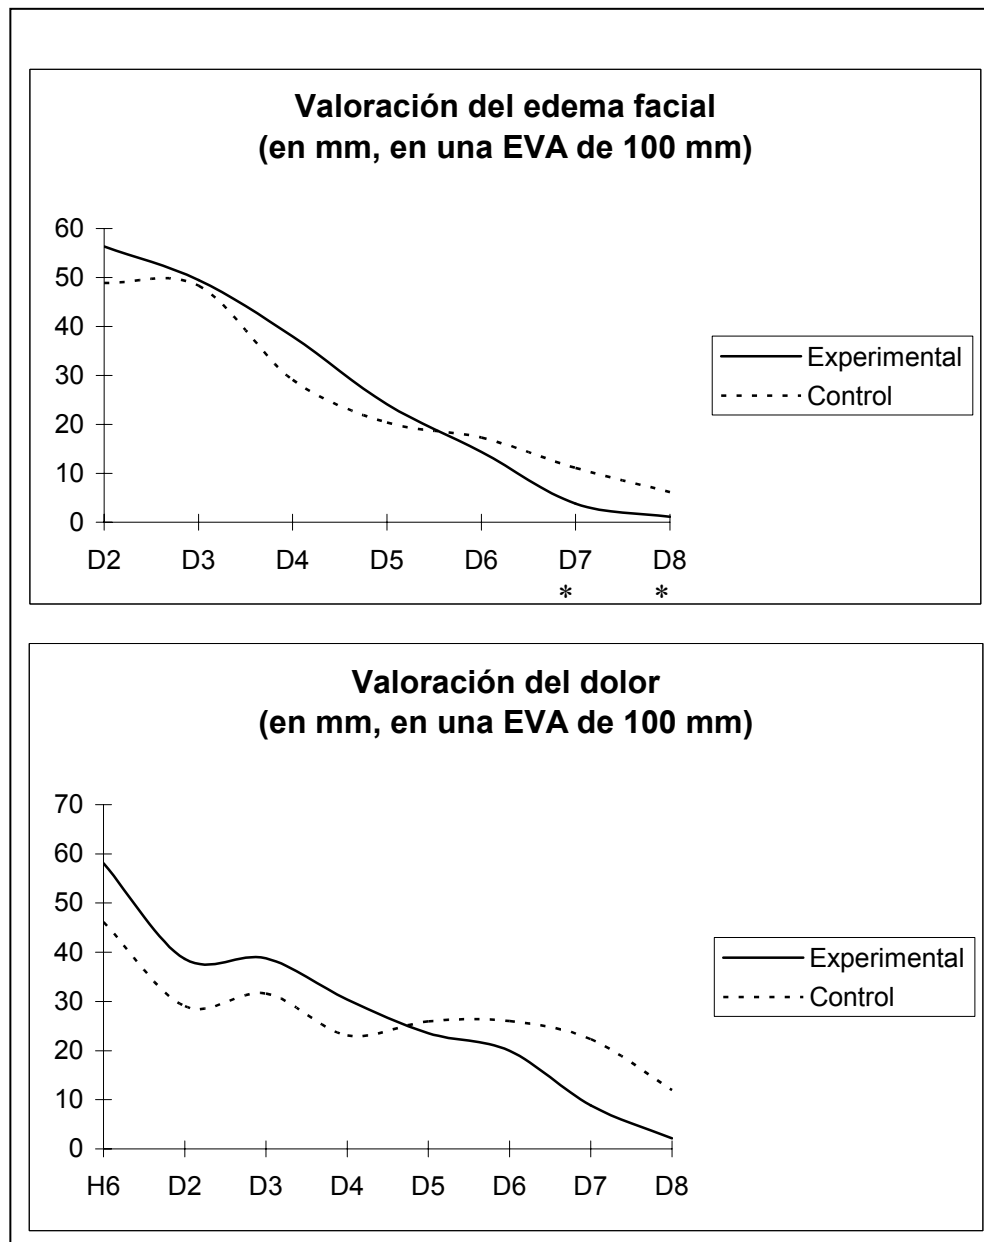 Valoración del edema facial
(en mm, en una EVA de 100 mm)
60
50
40
30
20
10
0
D2 D3 D4 D5 D6 D7 D8
* *
Experimental
Control
Valoración del dolor
(en mm, en una EVA de 100 mm)
70
60
50
40
30
20
10
0
H6 D2 D3 D4 D5 D6 D7 D8
Experimental
Control